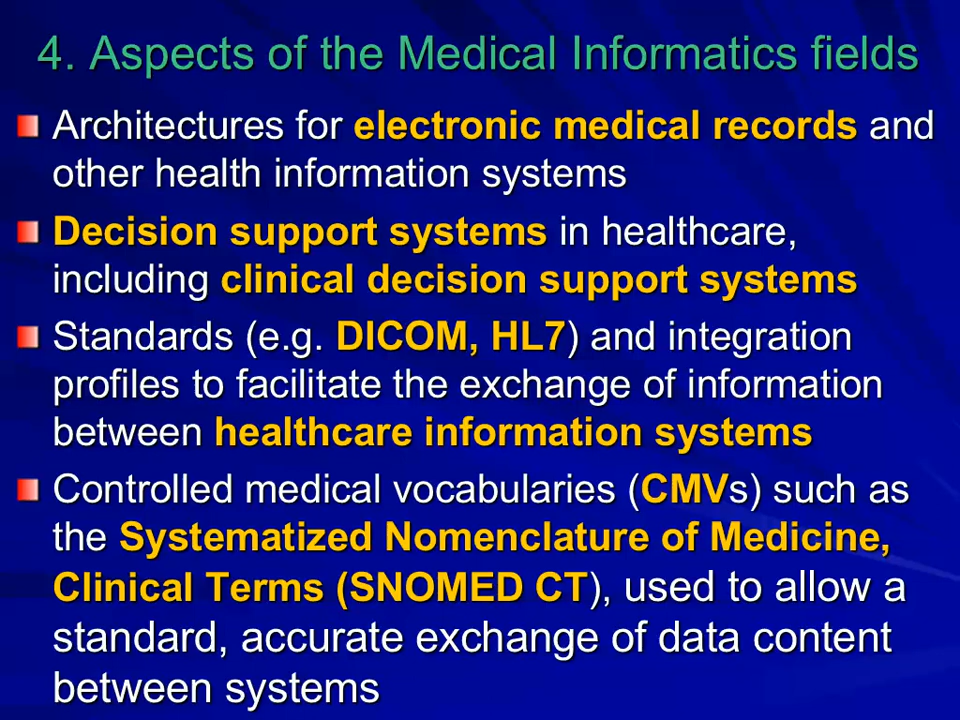 4. Aspects of the Medical Informatics fields
Architectures for electronic medical records and
other health information systems
Decision support systems in healthcare,
including clinical decision support systems
Standards (e.g. DICOM, HL7) and integration
profiles to facilitate the exchange of information
between healthcare information systems
Controlled medical vocabularies (CMVs) such as
the Systematized Nomenclature of Medicine,
Clinical Terms (SNOMED CT), used to allow a
standard, accurate exchange of data content
between systems